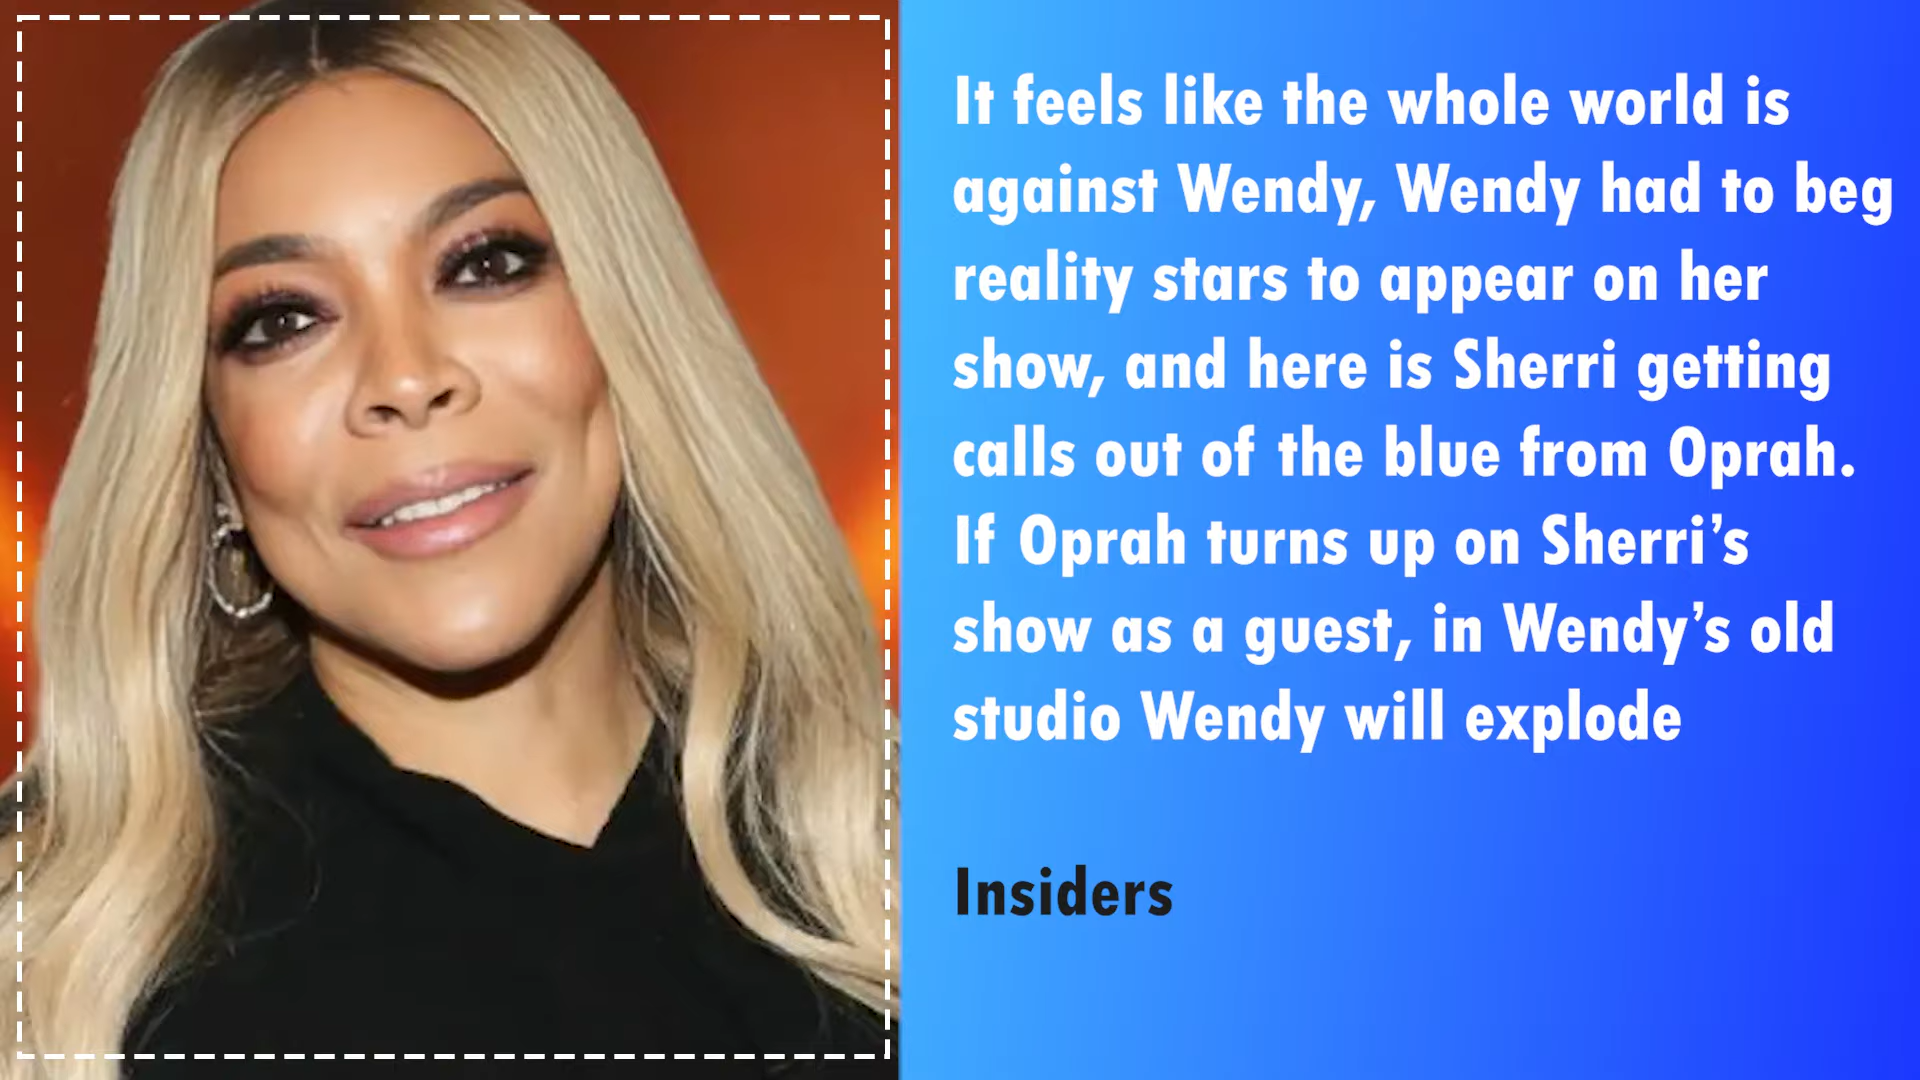 It feels like the whole world is
against Wendy, Wendy had to beg
reality stars to appear on her
show, and here is Sherri getting
calls out of the blue from Oprah.
If Oprah turns up on Sherri’s
show as a guest, in Wendy’s old
studio Wendy will explode
Insiders